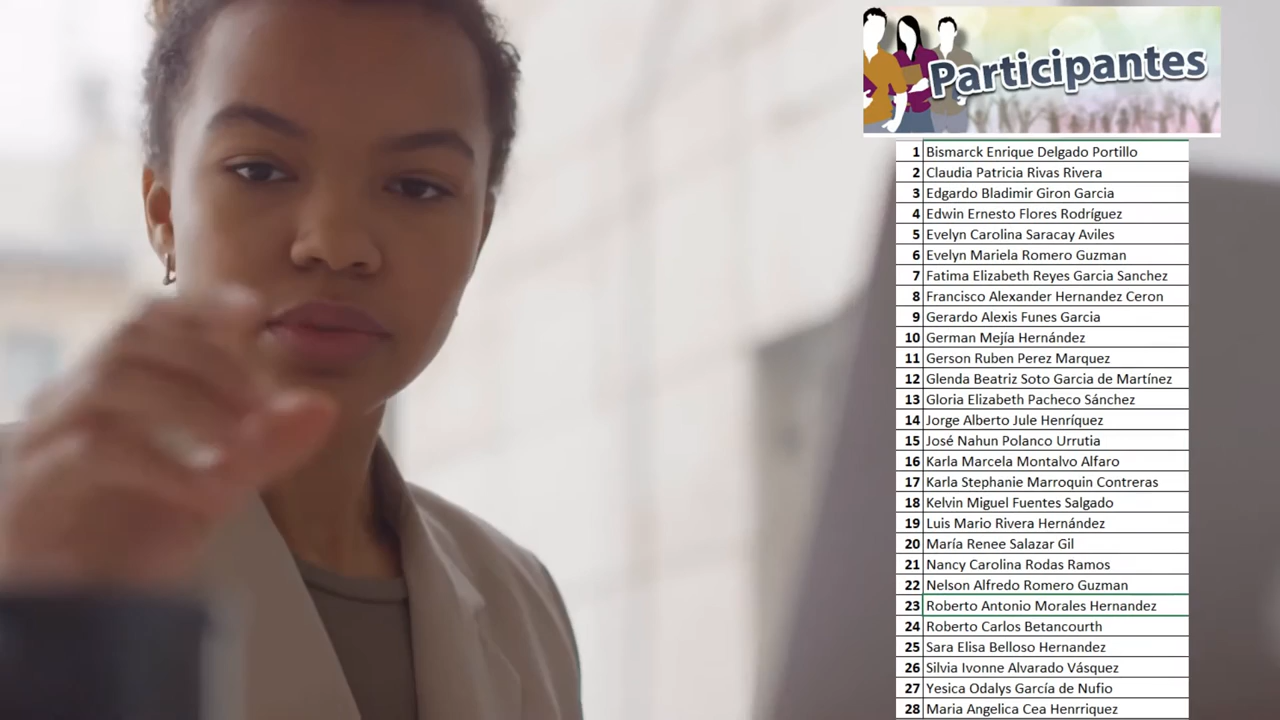 Participantes
1 Bismarck Enrique Delgado Portillo
2 Claudia Patricia Rivas Rivera
3 Edgardo Bladimir Giron Garcia
4 Edwin Ernesto Flores Rodríguez
5 Evelyn Carolina Saracay Aviles
6 Evelyn Mariela Romero Guzman
7 Fatima Elizabeth Reyes Garcia Sanchez
8 Francisco Alexander Hernandez Ceron
9 Gerardo Alexis Funes Garcia
10 German Mejía Hernández
11 Gerson Ruben Perez Marquez
12 Glenda Beatriz Soto Garcia de Martínez
13 Gloria Elizabeth Pacheco Sánchez
14 Jorge Alberto Jule Henríquez
15 José Nahun Polanco Urrutia
16 Karla Marcela Montalvo Alfaro
17 Karla Stephanie Marroquin Contreras
18 Kelvin Miguel Fuentes Salgado
19 Luis Mario Rivera Hernández
20 María Renee Salazar Gil
21 Nancy Carolina Rodas Ramos
22 Nelson Alfredo Romero Guzman
23 Roberto Antonio Morales Hernandez
24 Roberto Carlos Betancourth
25 Sara Elisa Belloso Hernandez
26 Silvia Ivonne Alvarado Vásquez
27 Yesica Odalys García de Nufio
28 Maria Angelica Cea Henrriquez